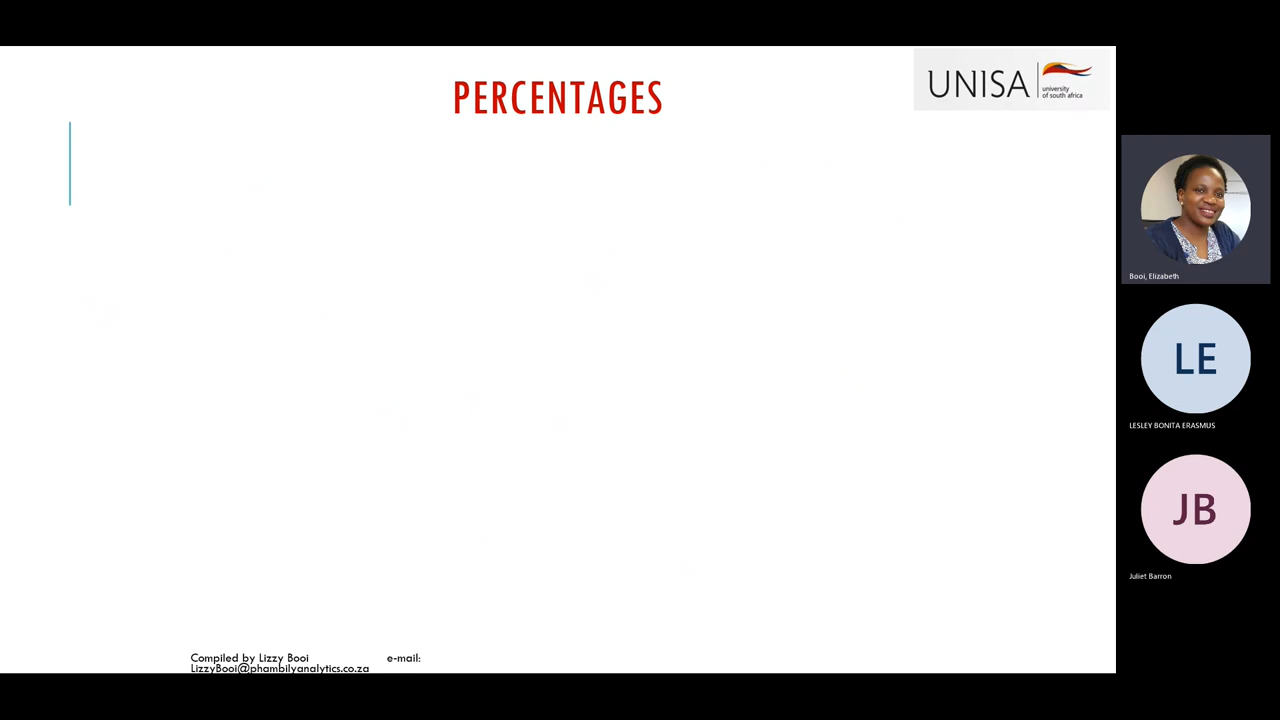 PERCENTAGES
UNISA
university
of south africa
Booi, Elizabeth
LE
LESLEY BONITA ERASMUS
JB
Juliet Barron
Compiled by Lizzy Booi e-mail:
LizzyBooi@phambilyanalytics.co.za